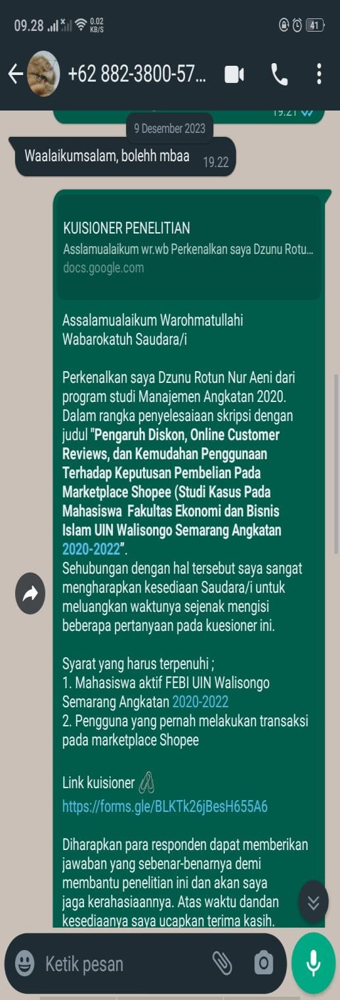 09.28
0.02
KB/S
41
+62 882-3800-57...
19.21
9 Desember 2023
Waalaikumsalam, bolehh mbaa 19.22
KUISIONER PENELITIAN
Asslamualaikum wr.wb Perkenalkan saya Dzunu Rotu...
docs.google.com
Assalamualaikum Warohmatullahi
Wabarokatuh Saudara/i
Perkenalkan saya Dzunu Rotun Nur Aeni dari
program studi Manajemen Angkatan 2020.
Dalam rangka penyelesaiaan skripsi dengan
judul "Pengaruh Diskon, Online Customer
Reviews, dan Kemudahan Penggunaan
Terhadap Keputusan Pembelian Pada
Marketplace Shopee (Studi Kasus Pada
Mahasiswa Fakultas Ekonomi dan Bisnis
Islam UIN Walisongo Semarang Angkatan
2020-2022”.
Sehubungan dengan hal tersebut saya sangat
mengharapkan kesediaan Saudara/i untuk
meluangkan waktunya sejenak mengisi
beberapa pertanyaan pada kuesioner ini.
Syarat yang harus terpenuhi ;
1. Mahasiswa aktif FEBI UIN Walisongo
Semarang Angkatan 2020-2022
2. Pengguna yang pernah melakukan transaksi
pada marketplace Shopee
Link kuisioner 🖇️
https://forms.gle/BLKTk26jBesH655A6
Diharapkan para responden dapat memberikan
jawaban yang sebenar-benarnya demi
membantu penelitian ini dan akan saya
jaga kerahasiaannya. Atas waktu dandan
kesediaanya saya ucapkan terima kasih.
Ketik pesan